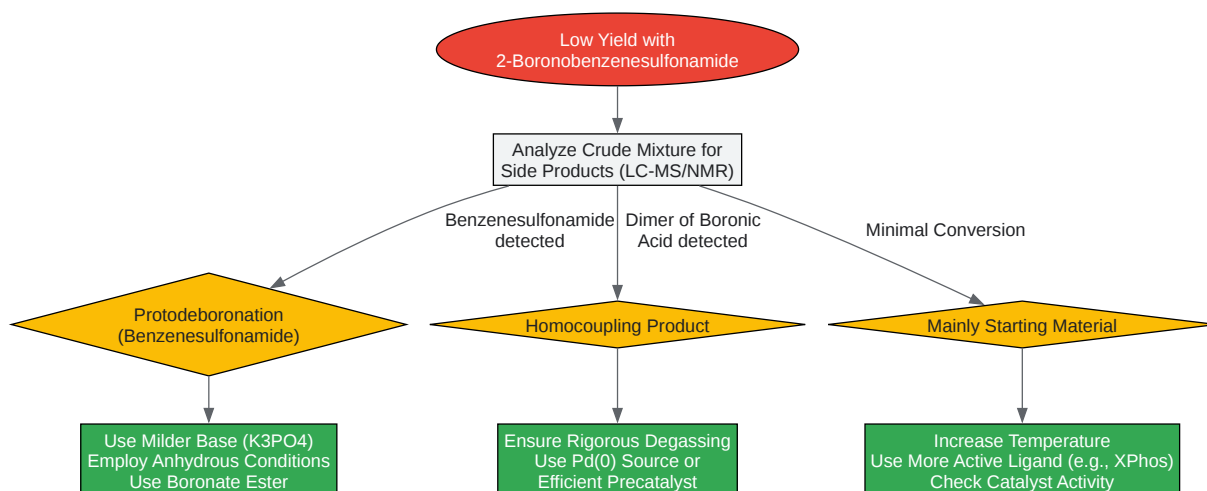 Low Yield with
2-Boronobenzenesulfonamide
Analyze Crude Mixture for
Side Products (LC-MS/NMR)
Benzenesulfonamide
detected
Dimer of Boronic
Acid detected
Minimal Conversion
Protodeboronation
(Benzenesulfonamide)
Homocoupling Product
Mainly Starting Material
Use Milder Base (K3PO4)
Employ Anhydrous Conditions
Use Boronate Ester
Ensure Rigorous Degassing
Use Pd(0) Source or
Efficient Precatalyst
Increase Temperature
Use More Active Ligand (e.g., XPhos)
Check Catalyst Activity